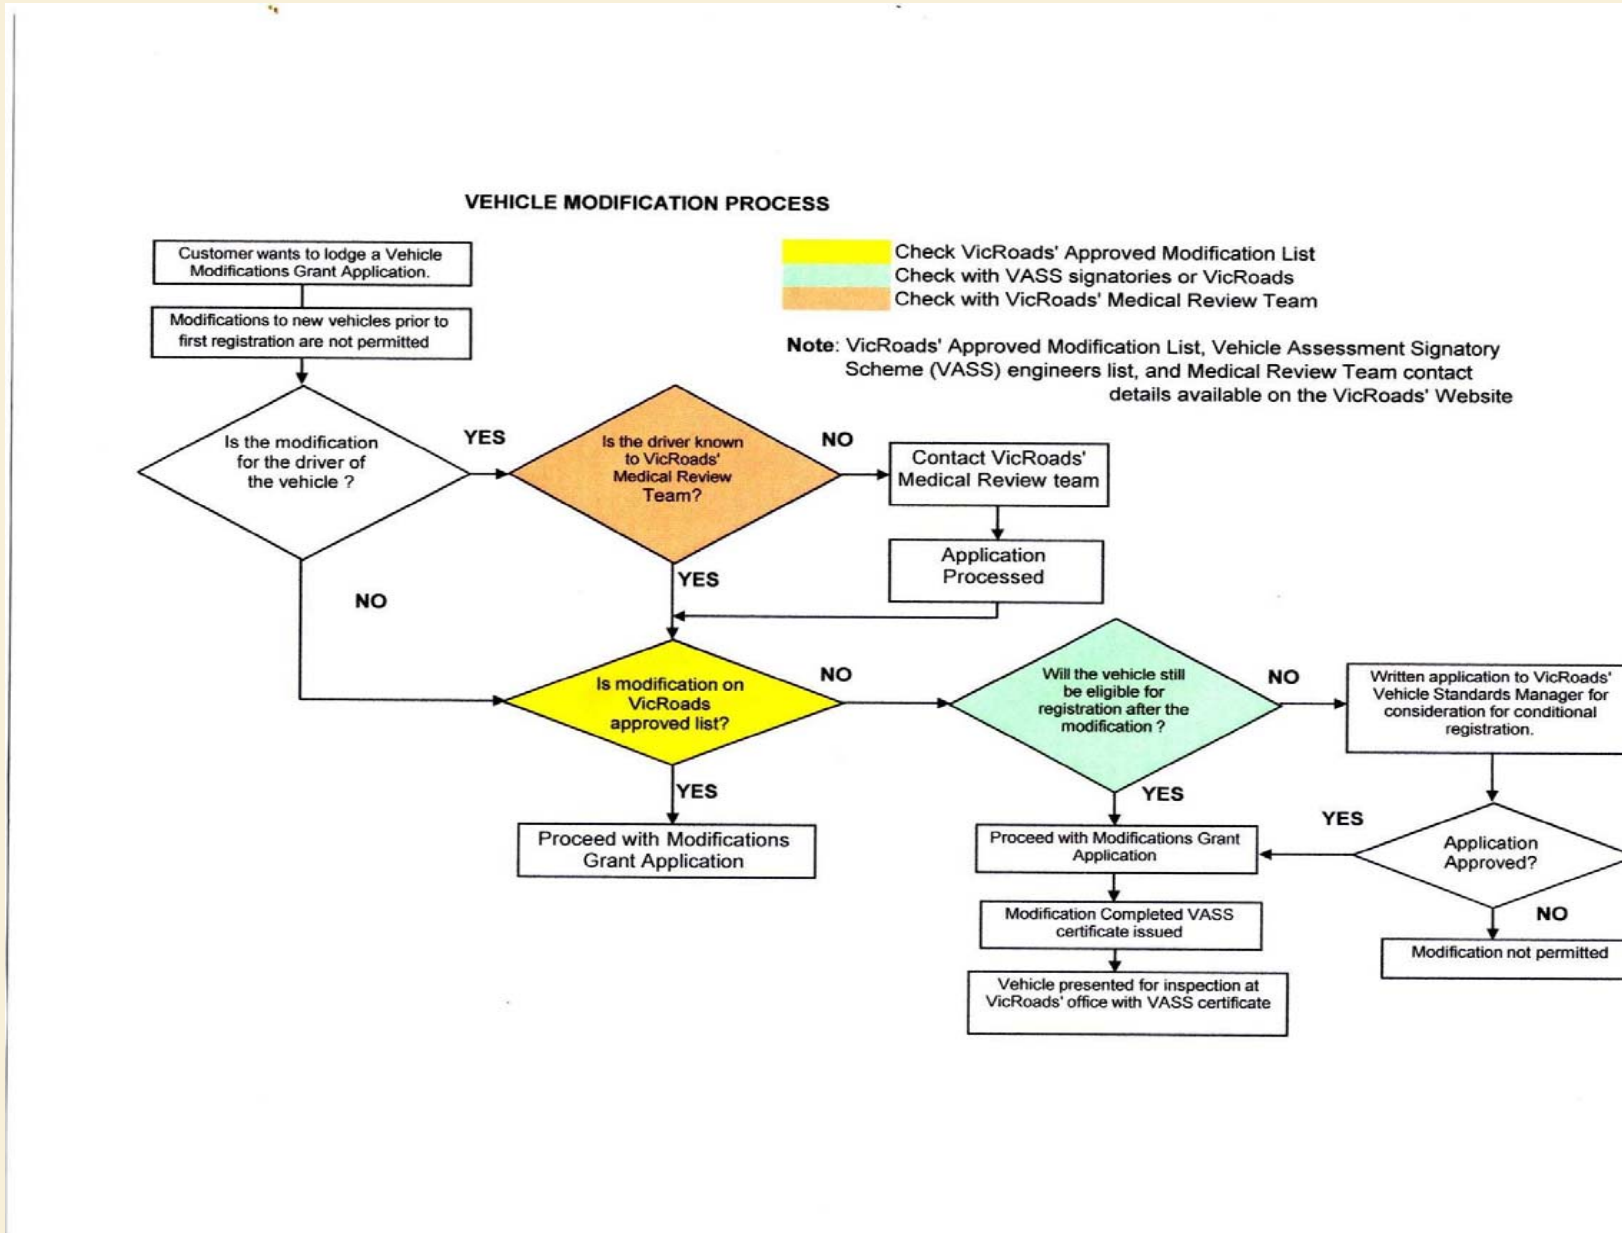 VEHICLE MODIFICATION PROCESS
Customer wants to lodge a Vehicle
Modifications Grant Application.
Modifications to new vehicles prior to
first registration are not permitted
Check VicRoads' Approved Modification List
Check with VASS signatories or VicRoads
Check with VicRoads' Medical Review Team
Note: VicRoads' Approved Modification List, Vehicle Assessment Signatory
Scheme (VASS) engineers list, and Medical Review Team contact
details available on the VicRoads' Website
Is the modification
for the driver of
the vehicle ?
YES
Is the driver known
to VicRoads'
Medical Review
Team?
NO
Contact VicRoads'
Medical Review team
Application
Processed
YES
NO
Is modification on
VicRoads
approved list?
NO
Will the vehicle still
be eligible for
registration after the
modification ?
NO
Written application to VicRoads'
Vehicle Standards Manager for
consideration for conditional
registration.
YES
Proceed with Modifications
Grant Application
YES
Proceed with Modifications Grant
Application
YES
Application
Approved?
NO
Modification not permitted
Modification Completed VASS
certificate issued
Vehicle presented for inspection at
VicRoads' office with VASS certificate